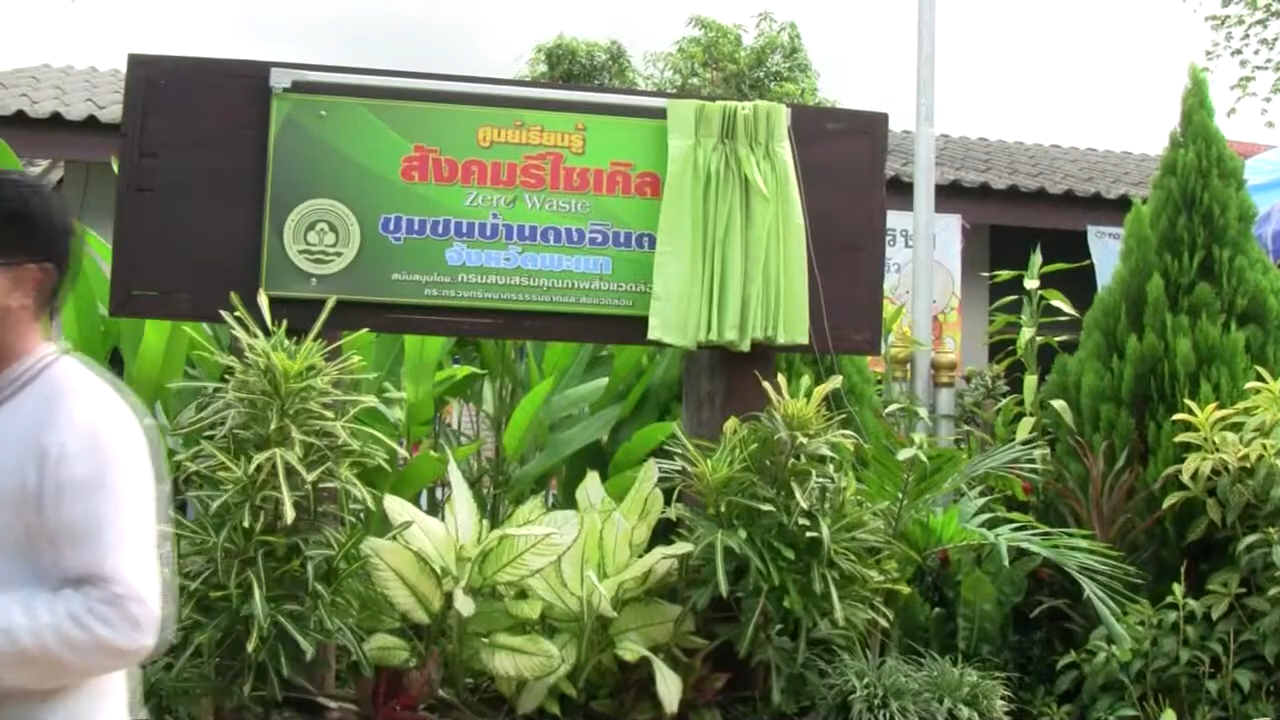 ศูนย์เรียนรู้
สังคมรีไซเคิล
Zero Waste
ชุมชนบ้านดงอินต
จังหวัดพะเยา
สนับสนุนโดย..กรมส่งเสริมคุณภาพสิ่งแวดล้อ
กระทรวงทรัพยากรธรรมชาติและสิ่งแวดล้อม